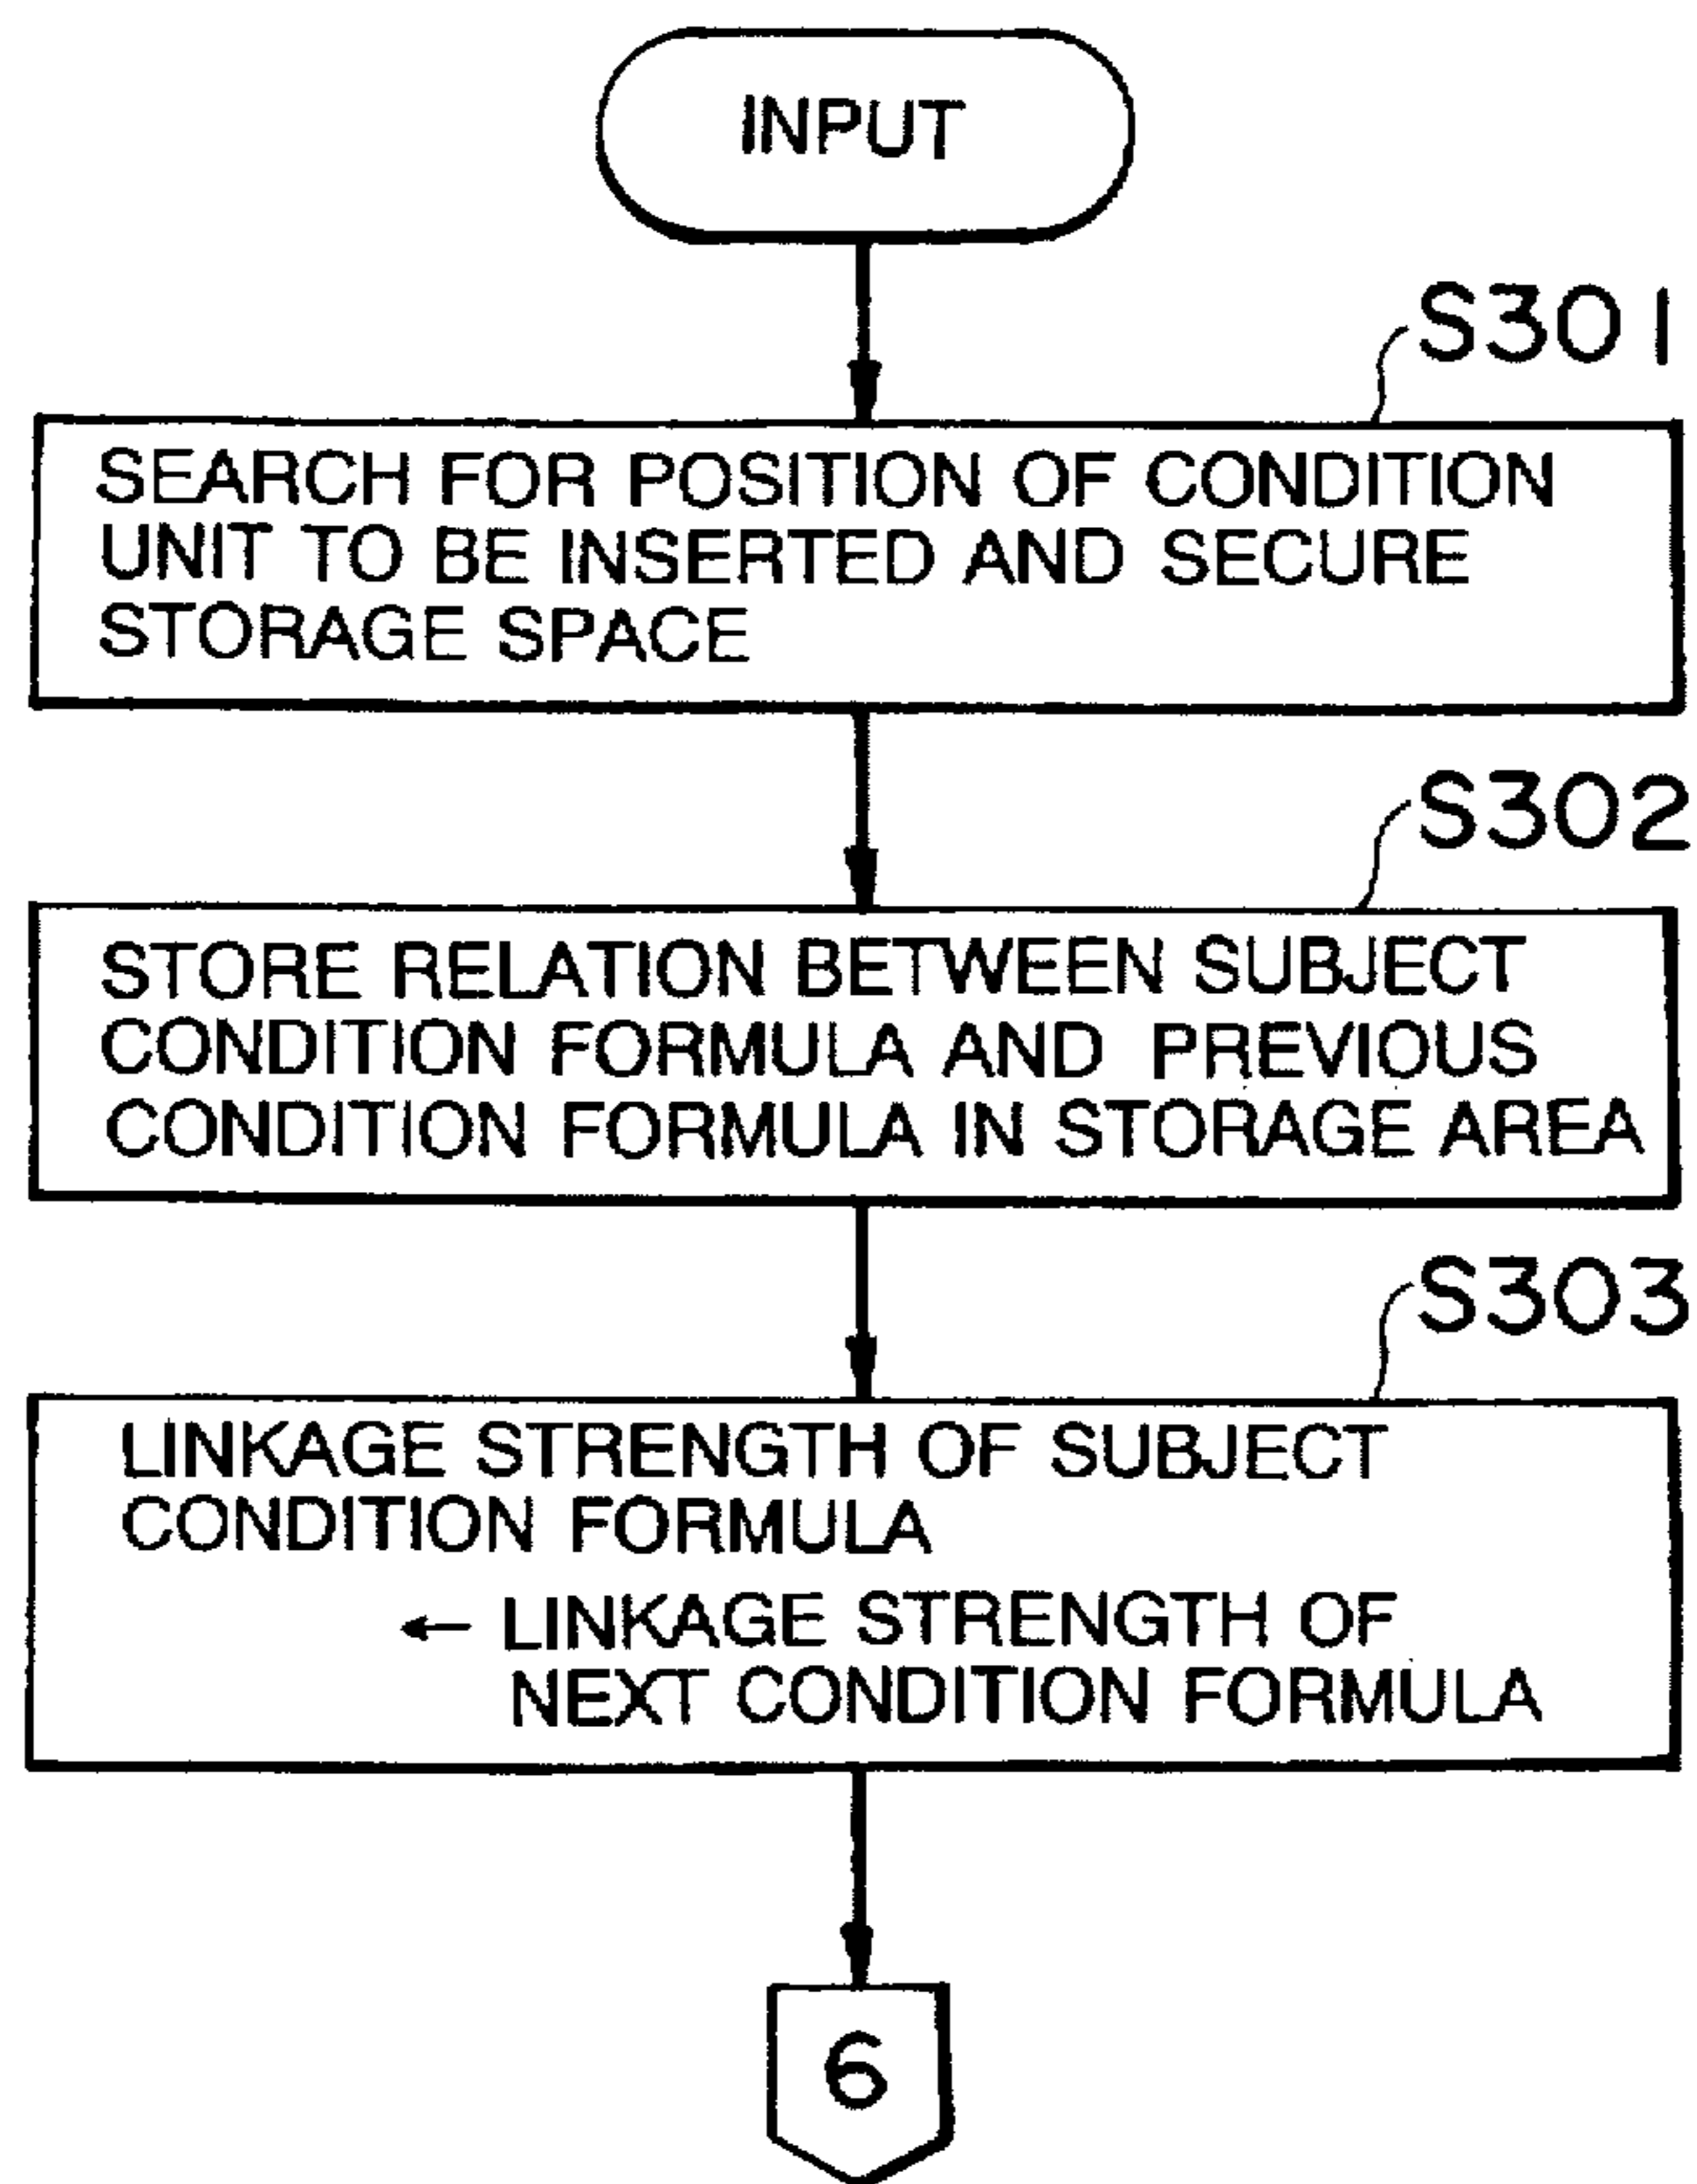 INPUT
S301
SEARCH FOR POSITION OF CONDITION
UNIT TO BE INSERTED AND SECURE
STORAGE SPACE
S302
STORE RELATION BETWEEN SUBJECT
CONDITION FORMULA AND PREVIOUS
CONDITION FORMULA IN STORAGE AREA
S303
LINKAGE STRENGTH OF SUBJECT
CONDITION FORMULA
← LINKAGE STRENGTH OF
NEXT CONDITION FORMULA
6